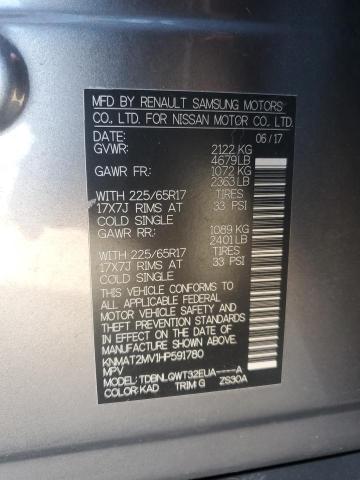 MFD BY RENAULT SAMSUNG MOTORS
CO., LTD. FOR NISSAN MOTOR CO., LTD.
DATE: 06/17
GVWR: 2122 KG
4679LB
GAWR FR: 1072 KG
2363LB
WITH 225/65R17 TIRES
17X7J RIMS AT 33 PSI
COLD SINGLE
GAWR RR: 1089 KG
2401LB
WITH 225/65R17 TIRES
17X7J RIMS AT 33 PSI
COLD SINGLE
THIS VEHICLE CONFORMS TO
ALL APPLICABLE FEDERAL
MOTOR VEHICLE SAFETY AND
THEFT PREVENTION
STANDARDS IN EFFECT ON
THE DATE OF MANUFACTURE
SHOWN ABOVE.
KNMAT2MV1HP591780
MPV
MODEL: TDBNLGWT32EUA----A
COLOR: KAD TRIM G ZS30A